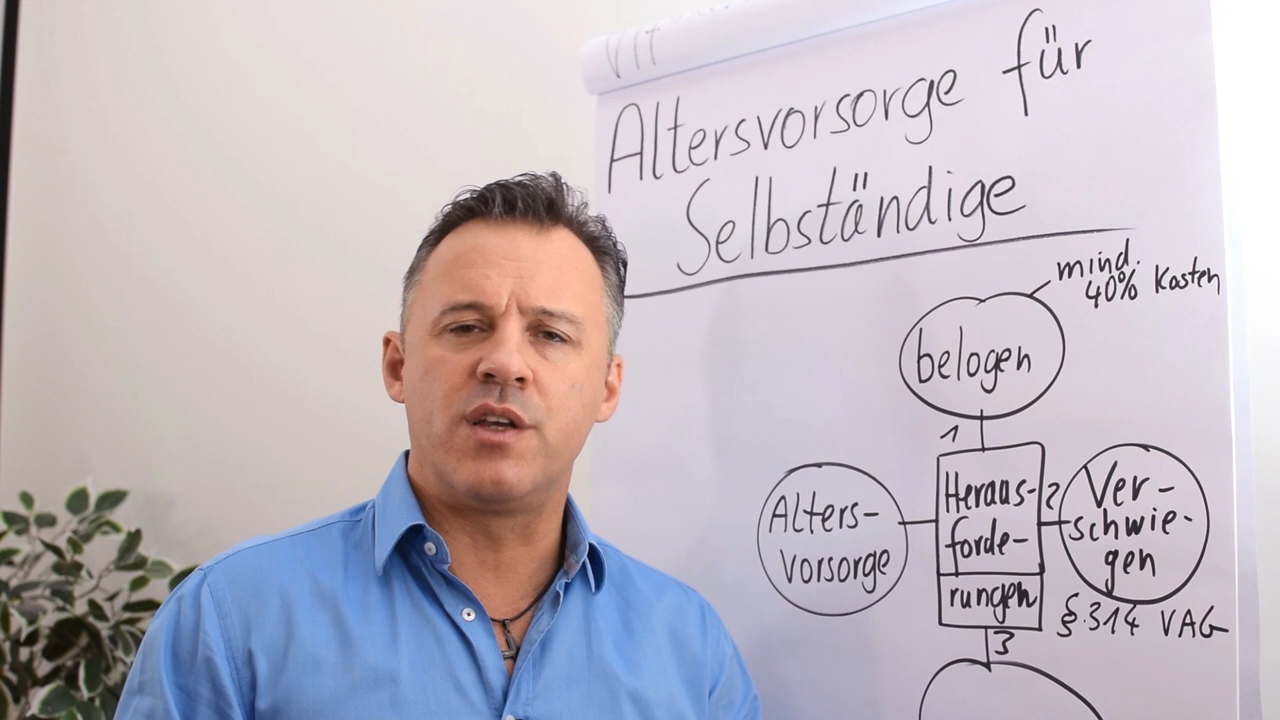 VIT
Altersvorsorge für
Selbständige
mind.
40% Kosten
belogen
1
Alters-
vorsorge
Heraus-
forde-
rungen
2
Ver-
schwie-
gen
§.314 VAG
3